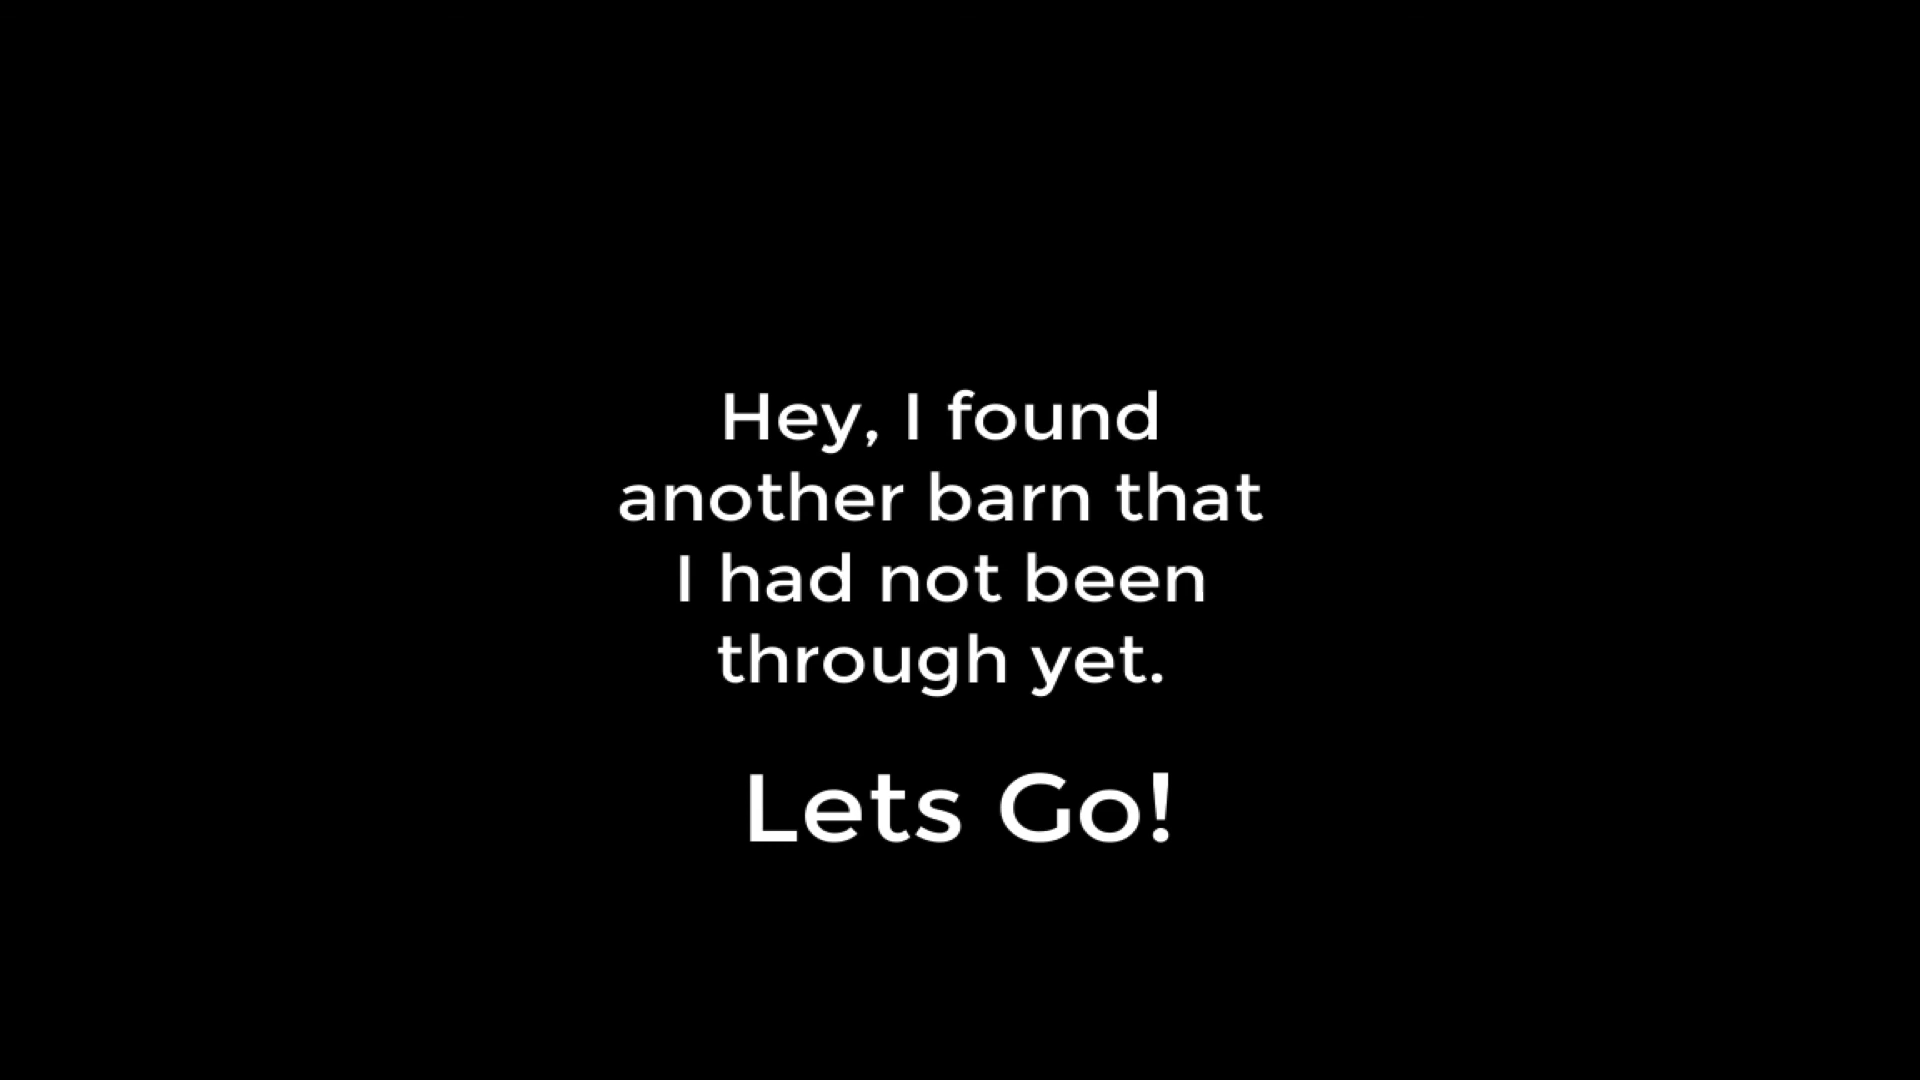 Hey, I found
another barn that
I had not been
through yet.
Lets Go!